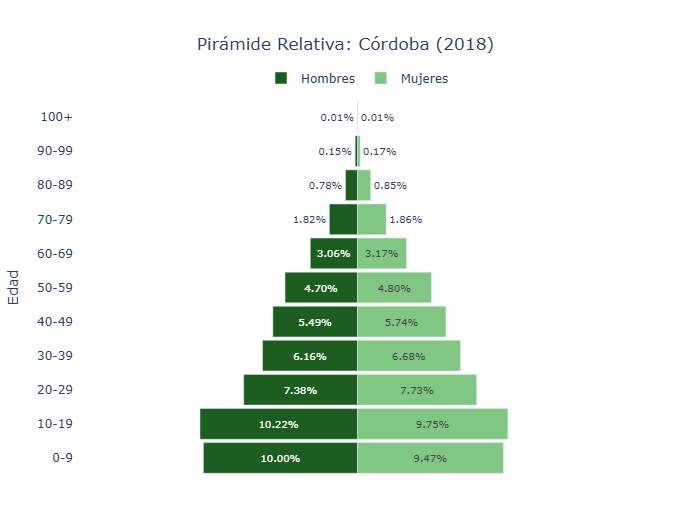 Pirámide Relativa: Córdoba (2018)
Hombres Mujeres
100+ 0.01% 0.01%
90-99 0.15% 0.17%
80-89 0.78% 0.85%
70-79 1.82% 1.86%
60-69 3.06% 3.17%
50-59 4.70% 4.80%
40-49 5.49% 5.74%
30-39 6.16% 6.68%
20-29 7.38% 7.73%
10-19 10.22% 9.75%
0-9 10.00% 9.47%
Edad